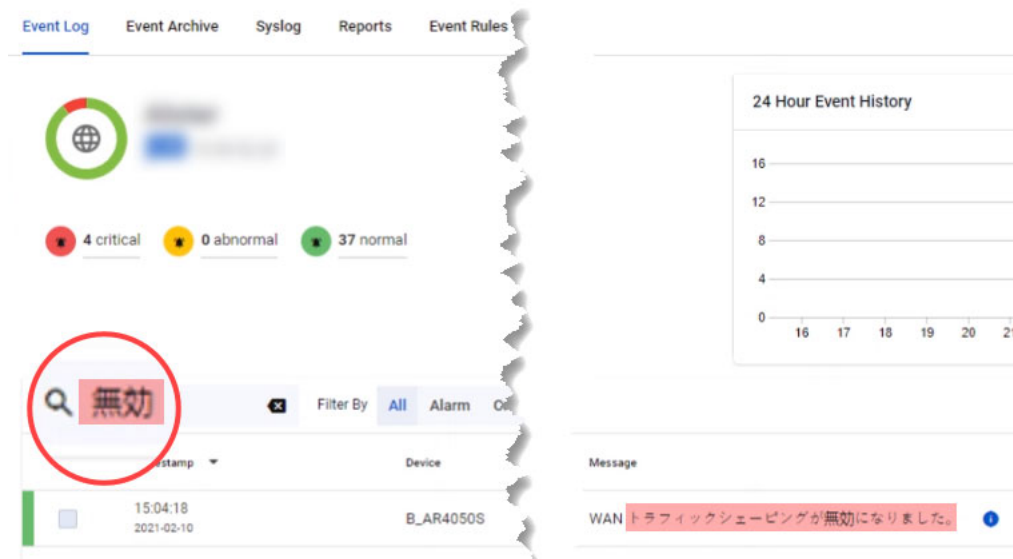 Event Log Event Archive Syslog Reports Event Rules
24 Hour Event History
16
12
8
4
0
16 17 18 19 20
4 critical 0 abnormal 37 normal
無効 Filter By All Alarm
estamp Device Message
15:04:18
2021-02-10
B_AR4050S WAN トラフィックシェーピングが無効になりました。